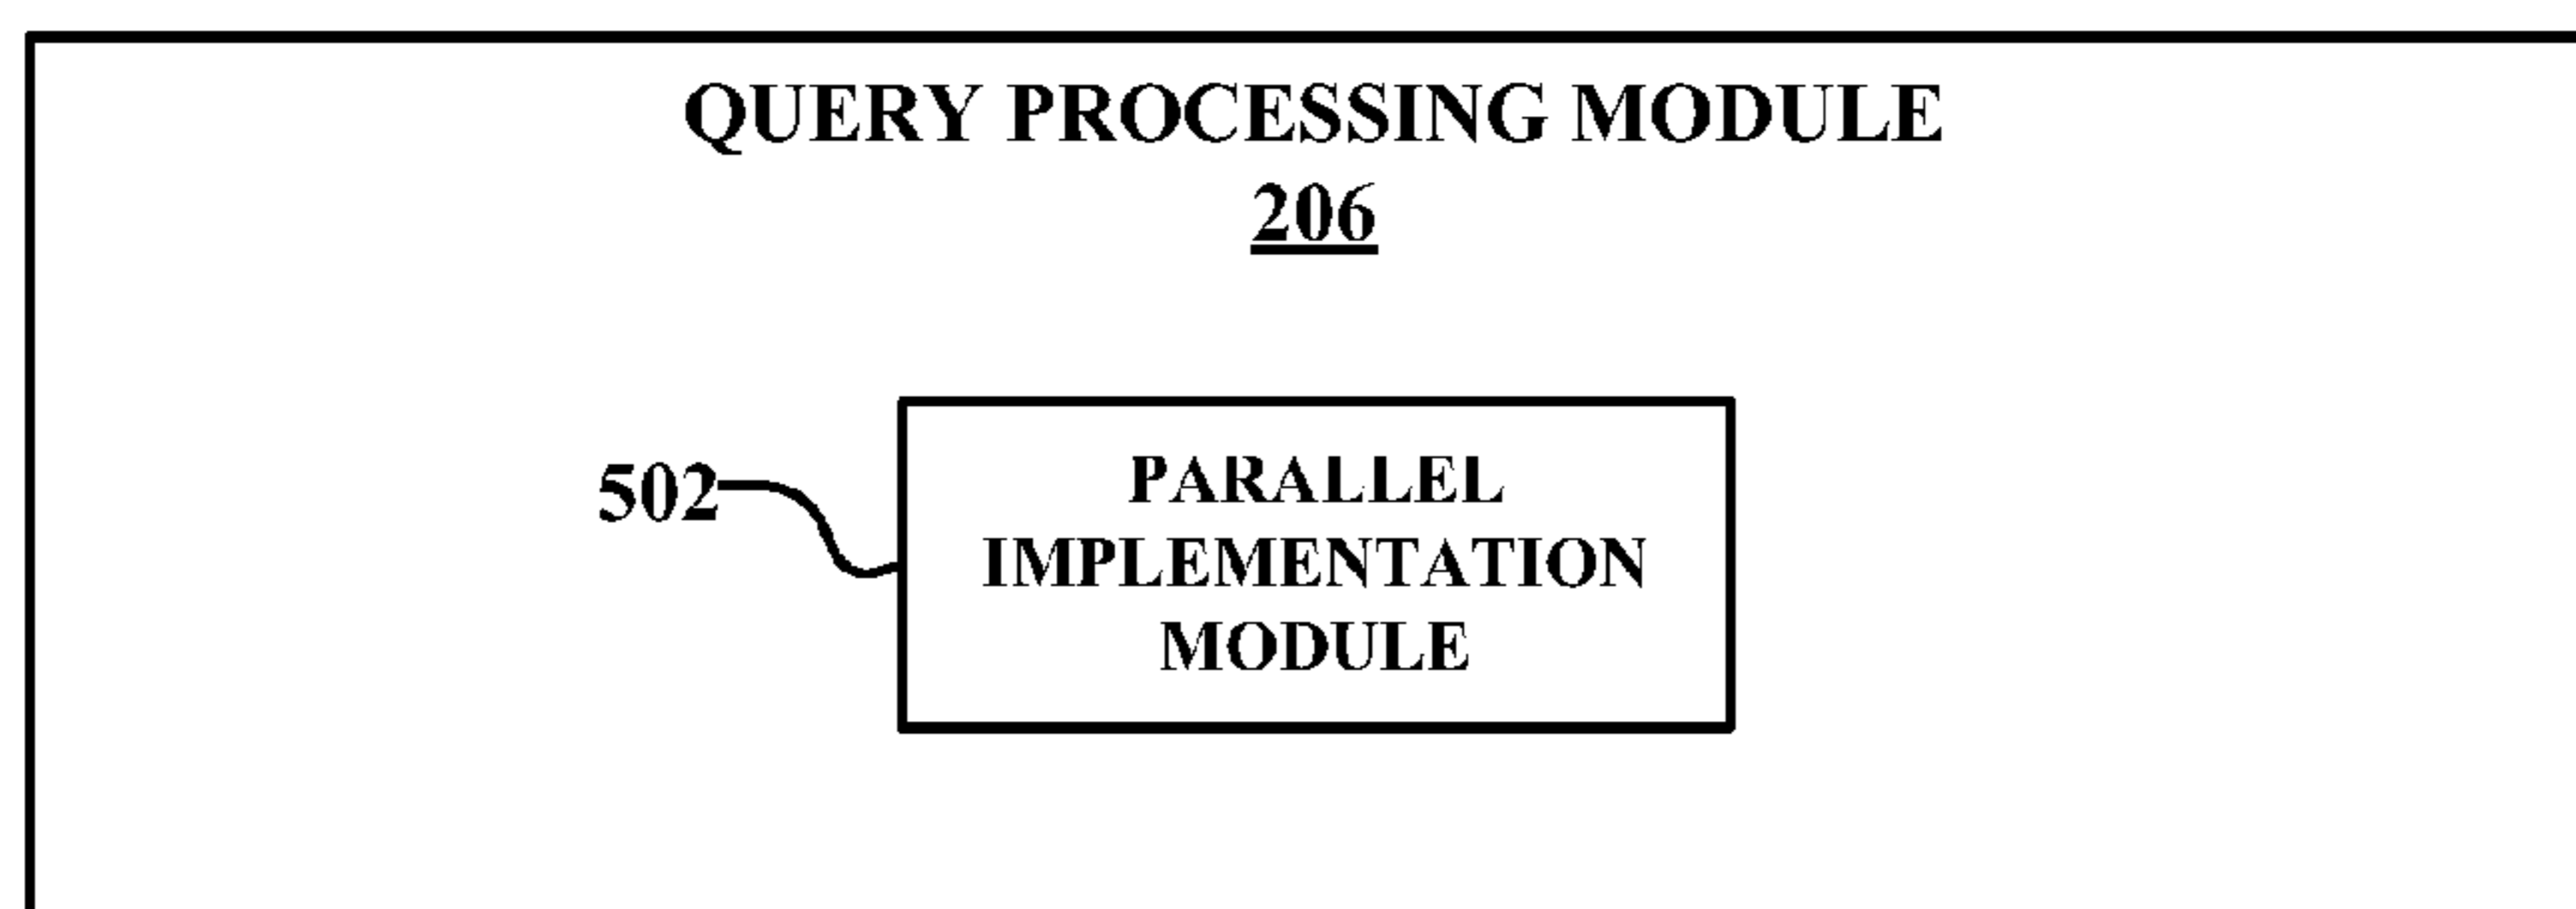 QUERY PROCESSING MODULE
206
502
PARALLEL
IMPLEMENTATION
MODULE